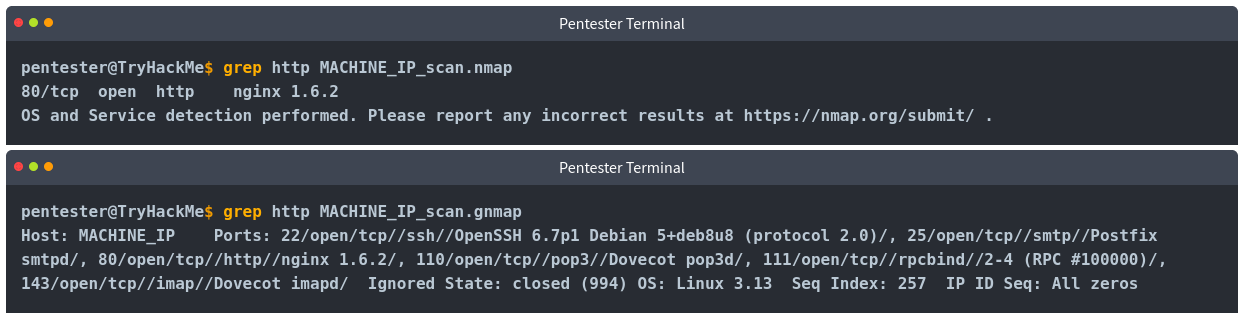 Pentester Terminal
pentester@TryHackMe$ grep http MACHINE_IP_scan.nmap
80/tcp  open  http    nginx 1.6.2
OS and Service detection performed. Please report any incorrect results at https://nmap.org/submit/ .
Pentester Terminal
pentester@TryHackMe$ grep http MACHINE_IP_scan.gnmap
Host: MACHINE_IP    Ports: 22/open/tcp//ssh//OpenSSH 6.7p1 Debian 5+deb8u8 (protocol 2.0)/, 25/open/tcp//smtp//Postfix
smtpd/, 80/open/tcp//http//nginx 1.6.2/, 110/open/tcp//pop3//Dovecot pop3d/, 111/open/tcp//rpcbind//2-4 (RPC #100000)/,
143/open/tcp//imap//Dovecot imapd/  Ignored State: closed (994) OS: Linux 3.13  Seq Index: 257  IP ID Seq: All zeros